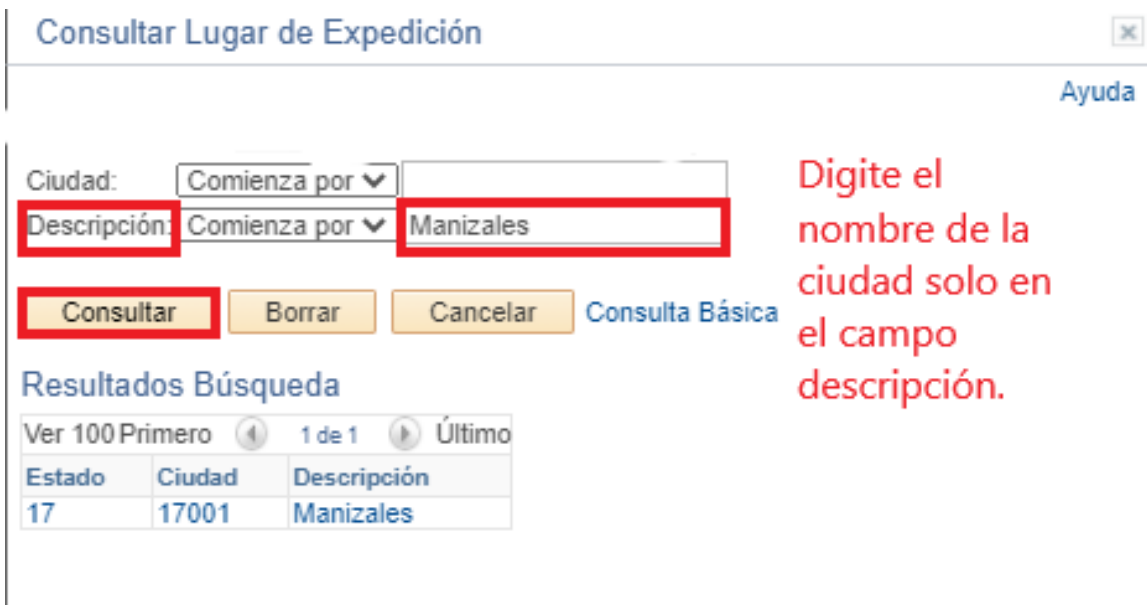 Consultar Lugar de Expedición
Ayuda
Ciudad: Comienza por
Descripción: Comienza por Manizales
Digite el
nombre de la
ciudad solo en
el campo
descripción.
Consultar Borrar Cancelar Consulta Básica
Resultados Búsqueda
Ver 100 Primero 1 de 1 Último
Estado Ciudad Descripción
17 17001 Manizales